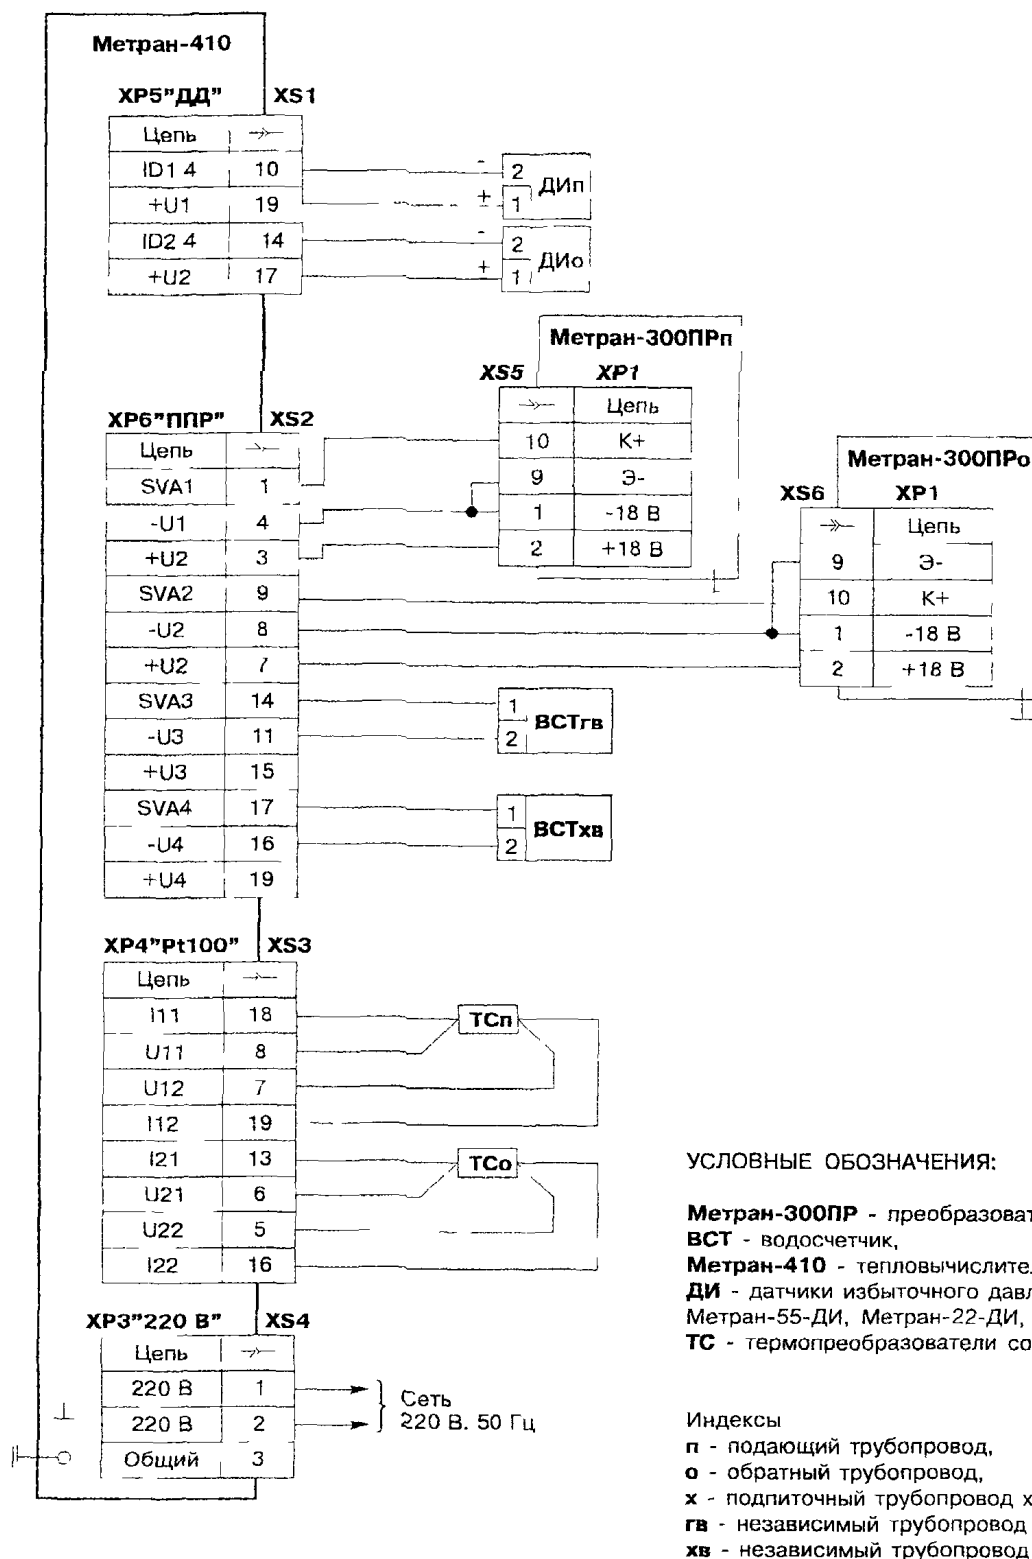 Метран-410
XP5"ДД" XS1
Цепь
ID1 4 10
+U1 19
ID2 4 14
+U2 17
- 2
+ 1
ДИп
- 2
+ 1
ДИо
Метран-300ПРп
XS5 XP1
Цепь
10 К+
9 Э-
1 -18 В
2 +18 В
Метран-300ПРо
XS6 XP1
Цепь
9 Э-
10 К+
1 -18 В
2 +18 В
XP6"ППР" XS2
Цепь
SVA1 1
-U1 4
+U2 3
SVA2 9
-U2 8
+U2 7
SVA3 14
-U3 11
+U3 15
SVA4 17
-U4 16
+U4 19
1
2
ВСТгв
1
2
ВСТхв
XP4"Pt100" XS3
Цепь
I11 18
U11 8
U12 7
I12 19
I21 13
U21 6
U22 5
I22 16
ТСп
ТСо
XP3"220 В" XS4
Цепь
220 В 1
220 В 2
Общий 3
Сеть
220 В. 50 Гц
УСЛОВНЫЕ ОБОЗНАЧЕНИЯ:
Метран-300ПР - преобразоват
ВСТ - водосчетчик,
Метран-410 - тепловычислите
ДИ - датчики избыточного давл
Метран-55-ДИ, Метран-22-ДИ,
ТС - термопреобразователи со
Индексы
п - подающий трубопровод,
о - обратный трубопровод,
х - подпиточный трубопровод х
гв - независимый трубопровод
хв - независимый трубопровод